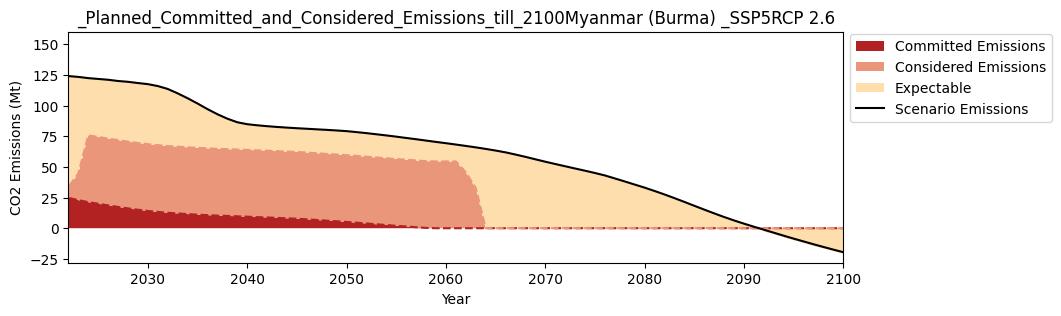 _Planned_Committed_and_Considered_Emissions_till_2100Myanmar (Burma) _SSP5RCP 2.6
CO2 Emissions (Mt)
150
125
100
75
50
25
0
−25
2030
2040
2050
2060
2070
2080
2090
2100
Year
Committed Emissions
Considered Emissions
Expectable
Scenario Emissions